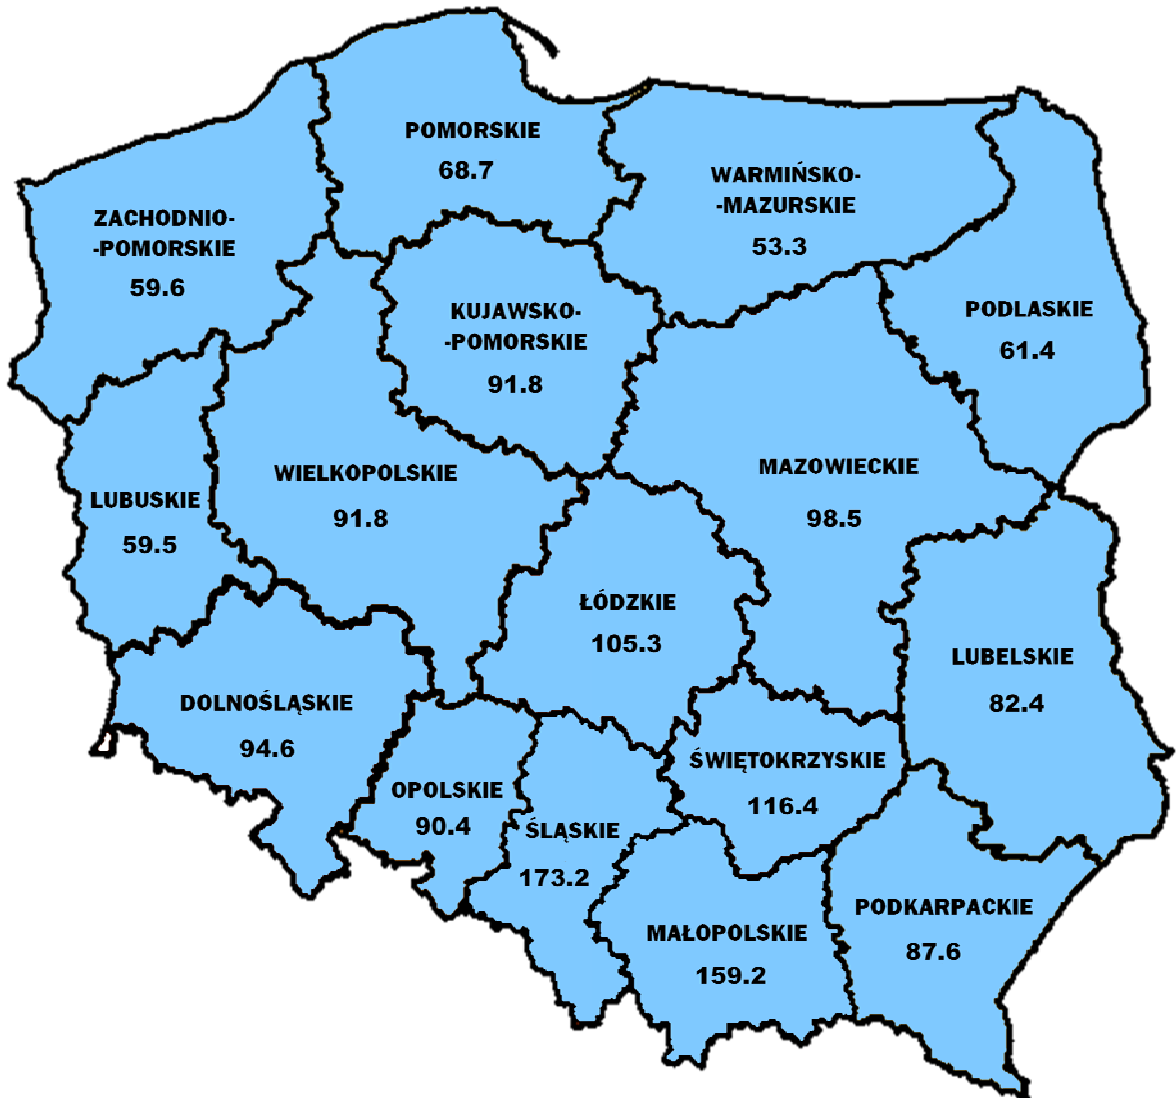 POMORSKIE
68.7
WARMIŃSKO-
-MAZURSKIE
53.3
ZACHODNIO-
-POMORSKIE
59.6
KUJAWSKO-
-POMORSKIE
91.8
PODLASKIE
61.4
WIELKOPOLSKIE
91.8
MAZOWIECKIE
98.5
LUBUSKIE
59.5
ŁÓDZKIE
105.3
LUBELSKIE
82.4
DOLNOŚLĄSKIE
94.6
OPOLSKIE
90.4
ŚLĄSKIE
173.2
ŚWIĘTOKRZYSKIE
116.4
MAŁOPOLSKIE
159.2
PODKARPACKIE
87.6